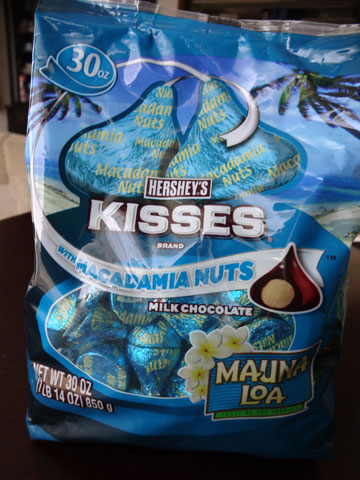 30oz
Macadamia
Nuts
HERSHEY'S
KISSES
BRAND
WITH MACADAMIA NUTS
TM
MILK CHOCOLATE
MAUNA
LOA
NET WT 30 OZ
(1 LB 14 OZ) 850 g